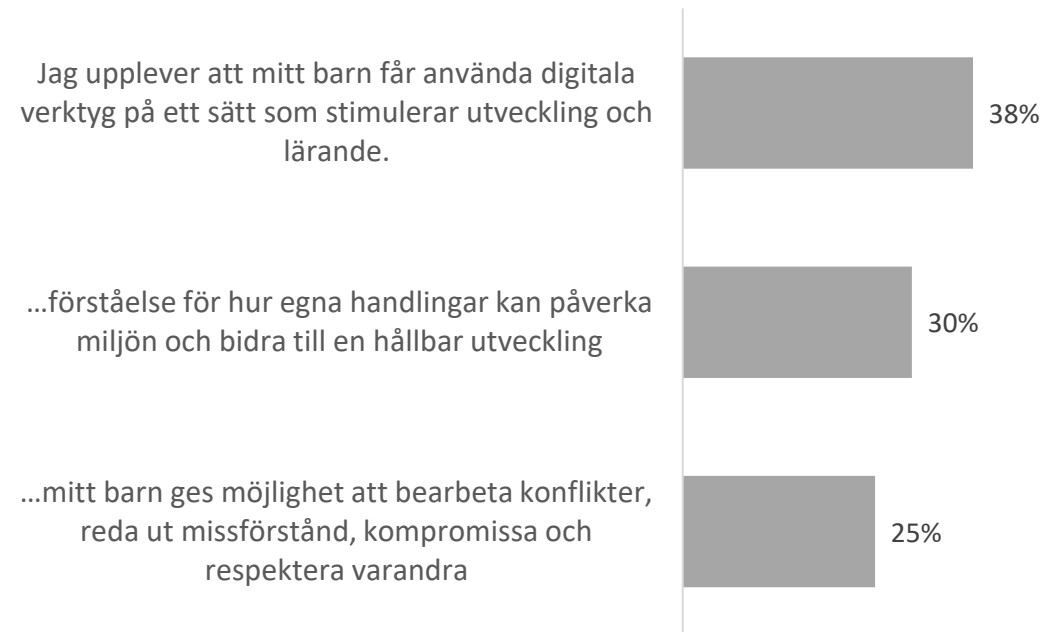 Jag upplever att mitt barn får använda digitala
verktyg på ett sätt som stimulerar utveckling och
lärande.
38%
…förståelse för hur egna handlingar kan påverka
miljön och bidra till en hållbar utveckling
30%
…mitt barn ges möjlighet att bearbeta konflikter,
reda ut missförstånd, kompromissa och
respektera varandra
25%